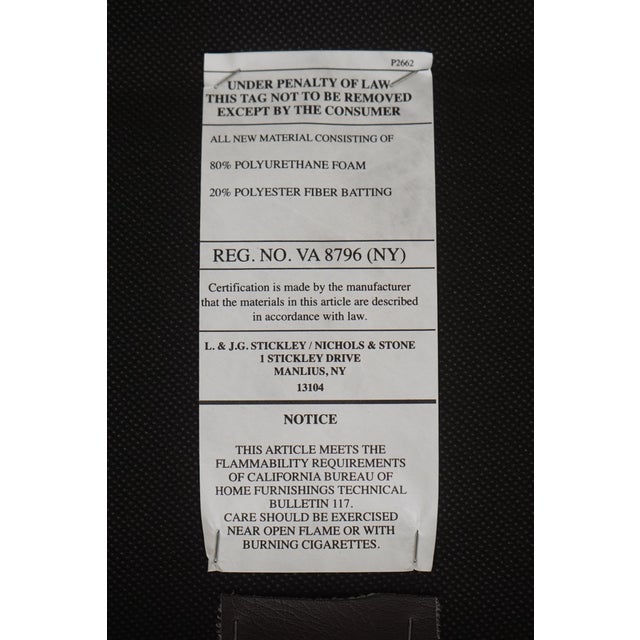 P2662
UNDER PENALTY OF LAW
THIS TAG NOT TO BE REMOVED
EXCEPT BY THE CONSUMER
ALL NEW MATERIAL CONSISTING OF
80% POLYURETHANE FOAM
20% POLYESTER FIBER BATTING
REG. NO. VA 8796 (NY)
Certification is made by the manufacturer
that the materials in this article are described
in accordance with law.
L. & J.G. STICKLEY / NICHOLS & STONE
1 STICKLEY DRIVE
MANLIUS, NY
13104
NOTICE
THIS ARTICLE MEETS THE
FLAMMABILITY REQUIREMENTS
OF CALIFORNIA BUREAU OF
HOME FURNISHINGS TECHNICAL
BULLETIN 117.
CARE SHOULD BE EXERCISED
NEAR OPEN FLAME OR WITH
BURNING CIGARETTES.